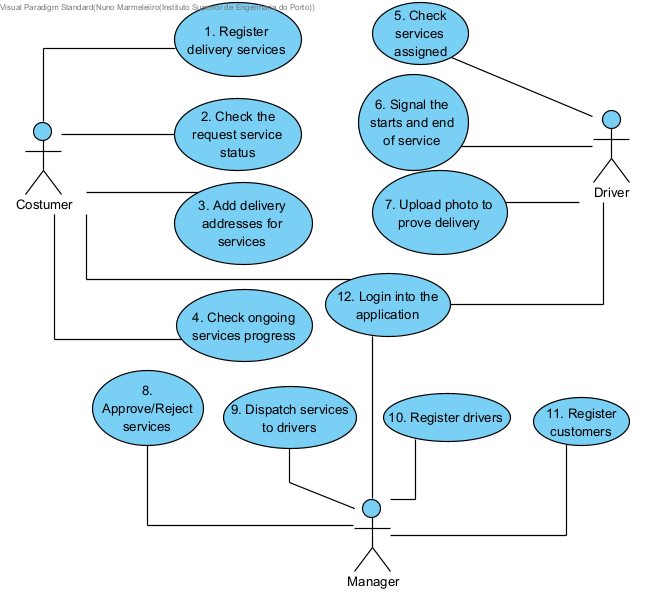 Visual Paradigm Standard(Nuno Marmeleiro(Instituto Superior de Engenharia do Porto))
1. Register
delivery services
5. Check
services
assigned
2. Check the
request service
status
6. Signal the
starts and end
of service
Costumer
Driver
3. Add delivery
addresses for
services
7. Upload photo to
prove delivery
12. Login into the
application
4. Check ongoing
services progress
8.
Approve/Reject
services
9. Dispatch services
to drivers
10. Register drivers
11. Register
customers
Manager